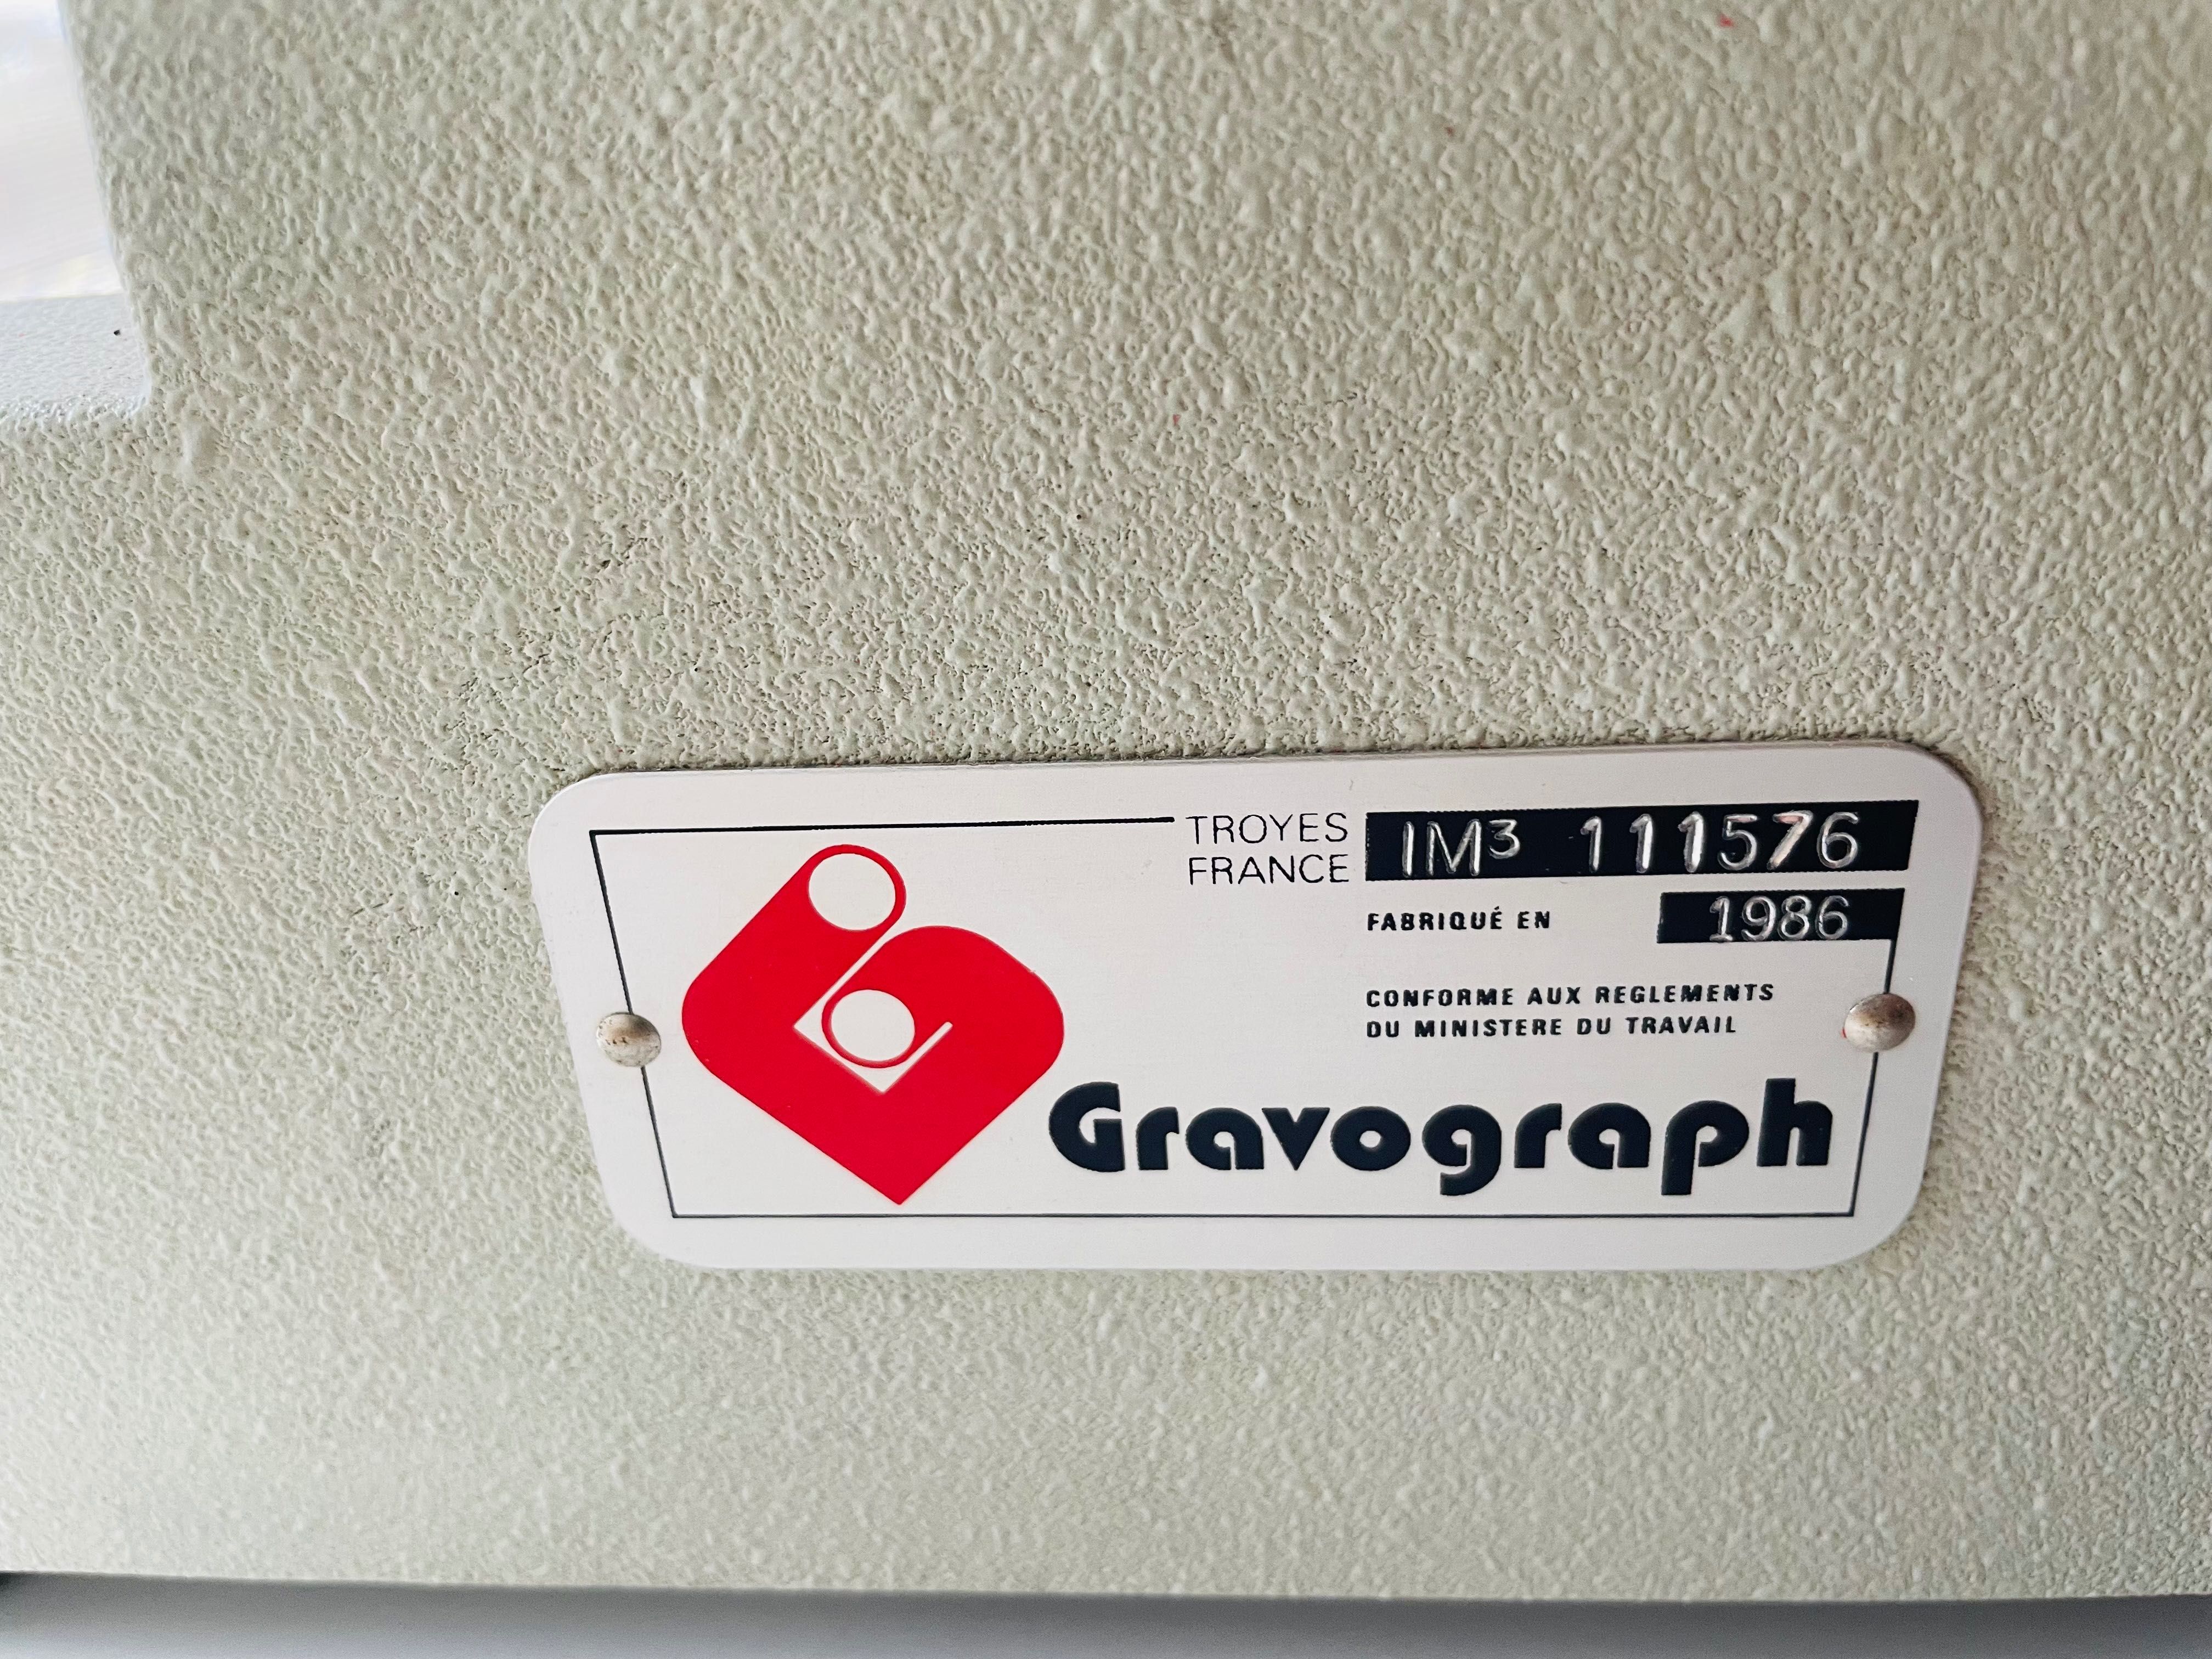 TROYES
FRANCE
IM³ 111576
FABRIQUÉ EN 1986
CONFORME AUX REGLEMENTS
DU MINISTERE DU TRAVAIL
Gravograph